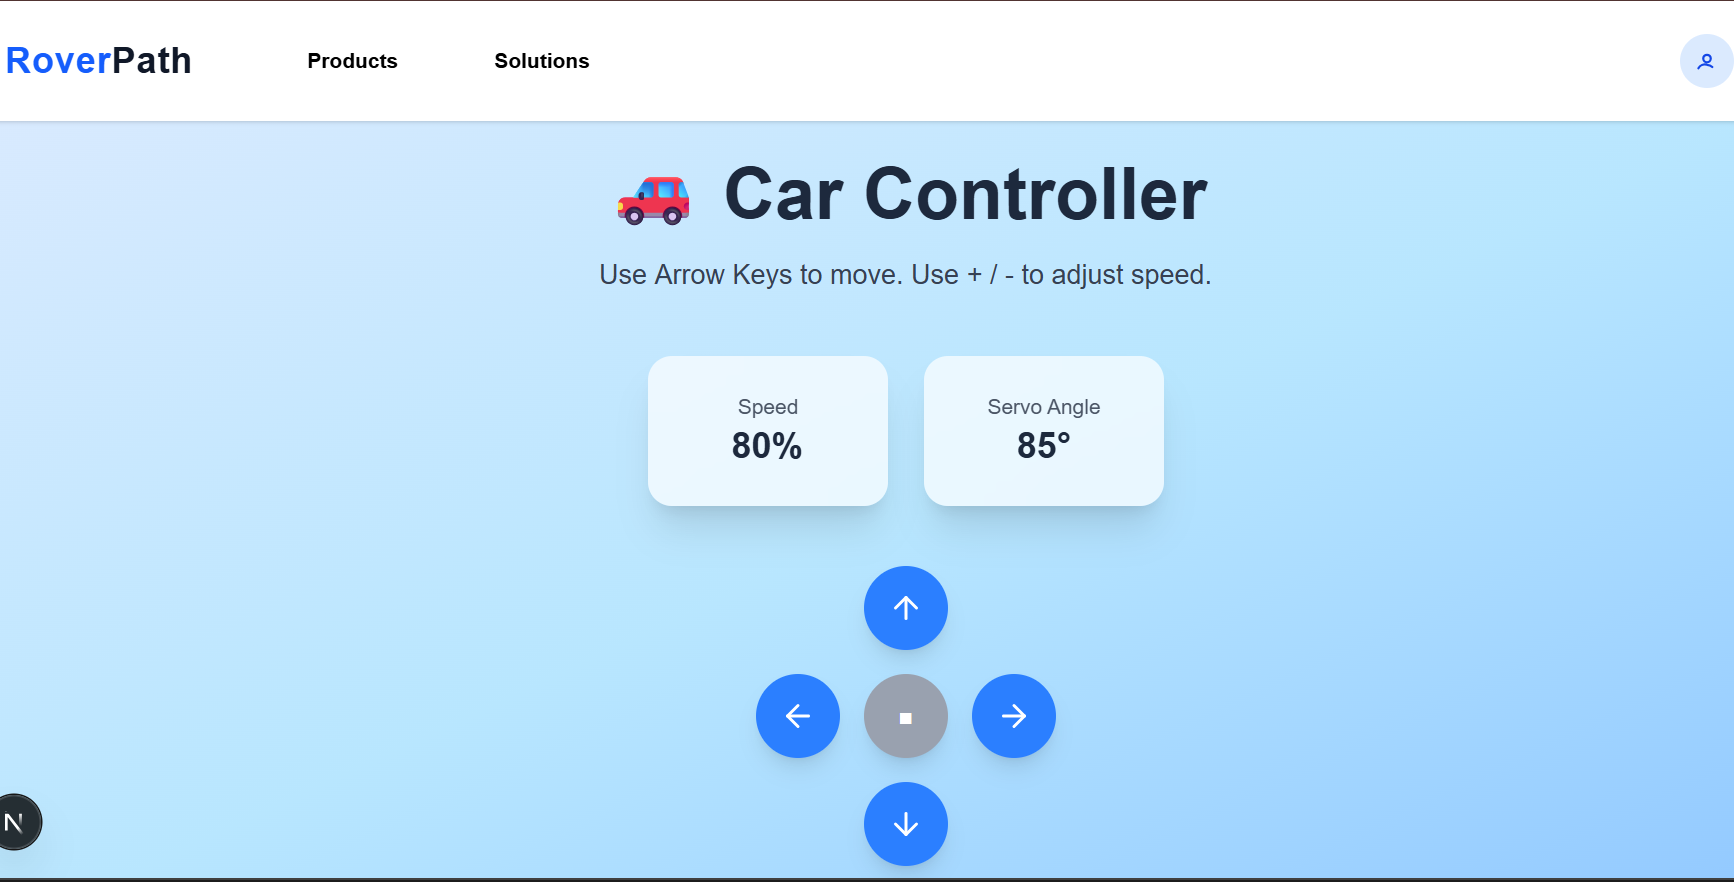 RoverPath
Products
Solutions
Car Controller
Use Arrow Keys to move. Use + / - to adjust speed.
Speed
80%
Servo Angle
85°
N